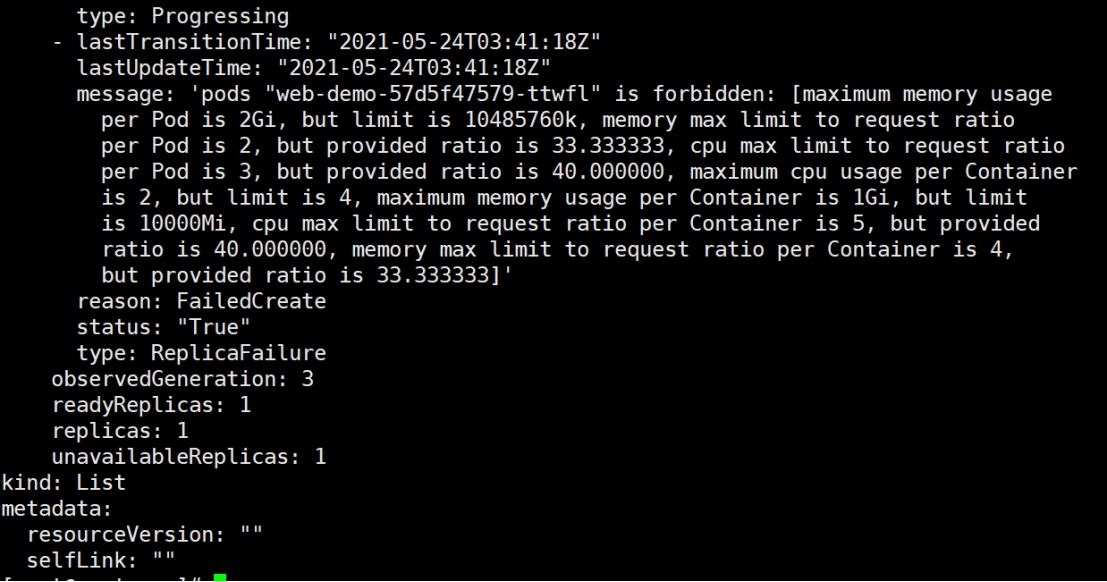 type: Progressing
- lastTransitionTime: "2021-05-24T03:41:18Z"
lastUpdateTime: "2021-05-24T03:41:18Z"
message: 'pods "web-demo-57d5f47579-ttwfl" is forbidden: [maximum memory usage
per Pod is 2Gi, but limit is 10485760k, memory max limit to request ratio
per Pod is 2, but provided ratio is 33.333333, cpu max limit to request ratio
per Pod is 3, but provided ratio is 40.000000, maximum cpu usage per Container
is 2, but limit is 4, maximum memory usage per Container is 1Gi, but limit
is 10000Mi, cpu max limit to request ratio per Container is 5, but provided
ratio is 40.000000, memory max limit to request ratio per Container is 4,
but provided ratio is 33.333333]'
reason: FailedCreate
status: "True"
type: ReplicaFailure
observedGeneration: 3
readyReplicas: 1
replicas: 1
unavailableReplicas: 1
kind: List
metadata:
resourceVersion: ""
selfLink: ""